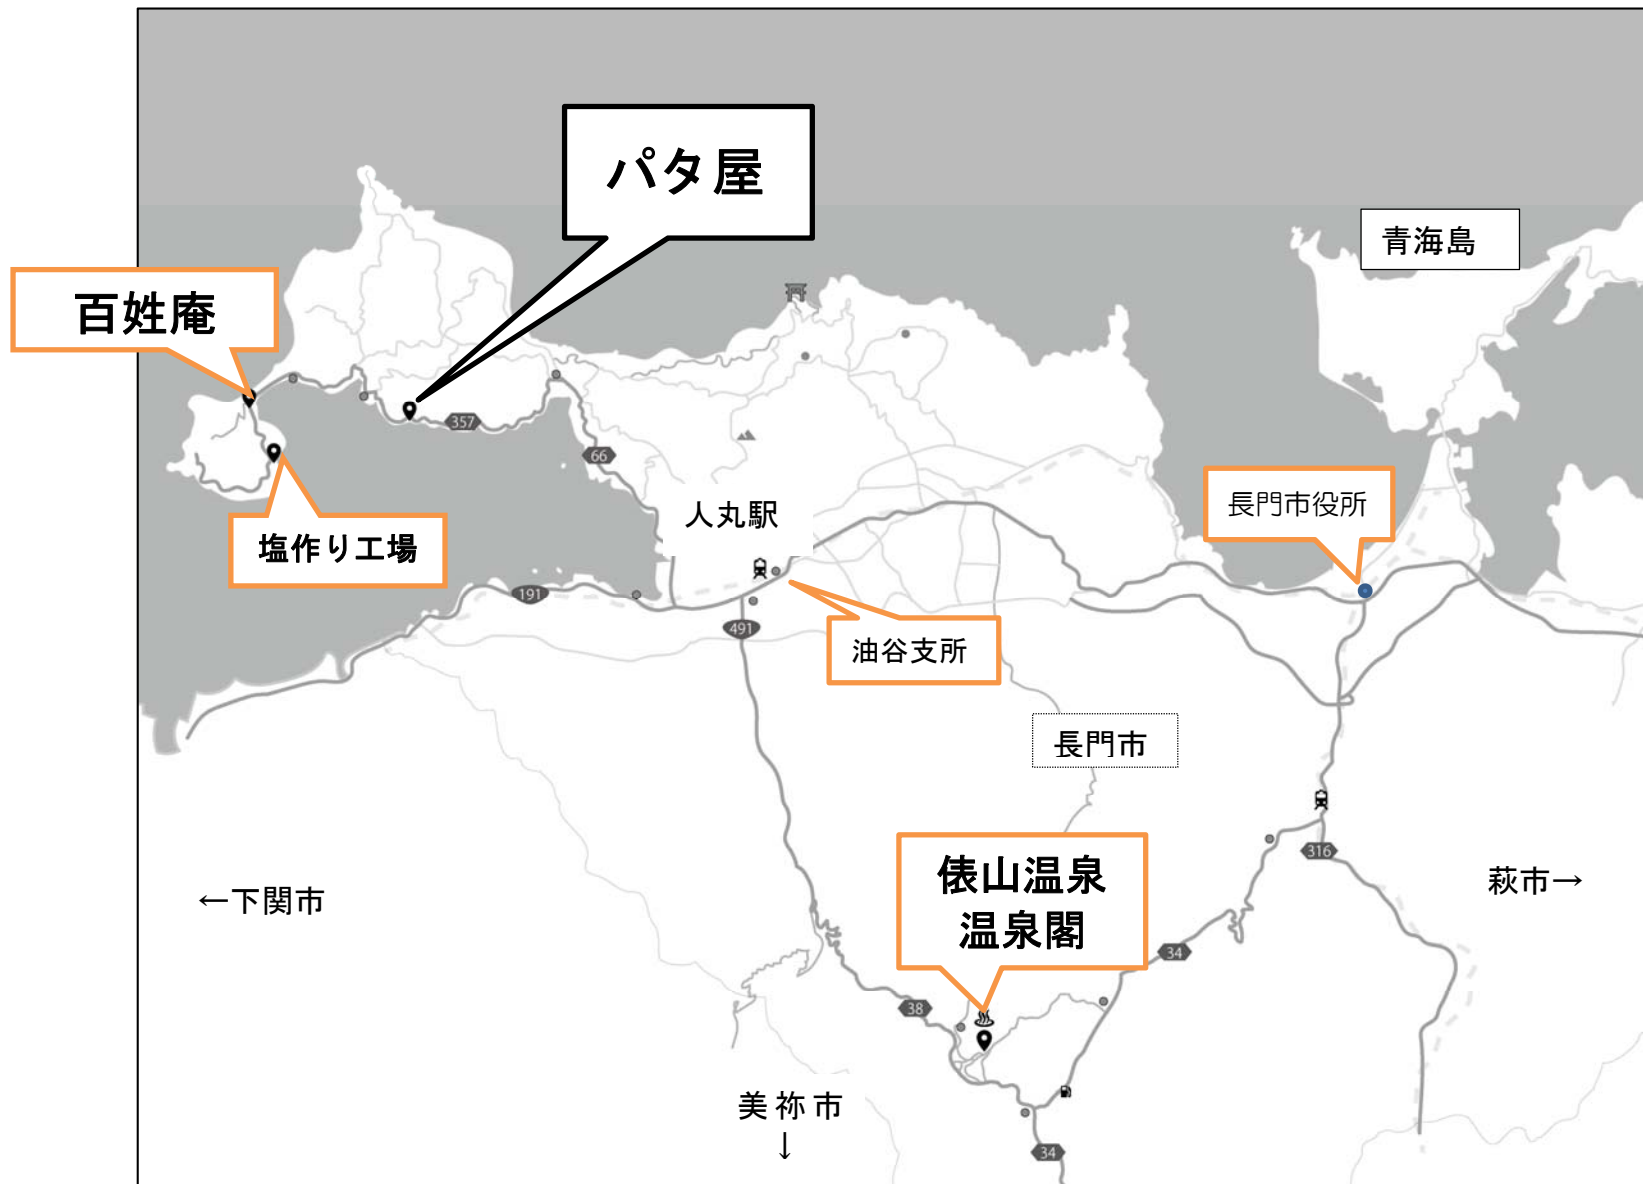 パタ屋
青海島
百姓庵
357
66
人丸駅
長門市役所
塩作り工場
191
491
油谷支所
長門市
316
俵山温泉
温泉閣
←下関市
萩市→
34
38
美祢市
↓
34